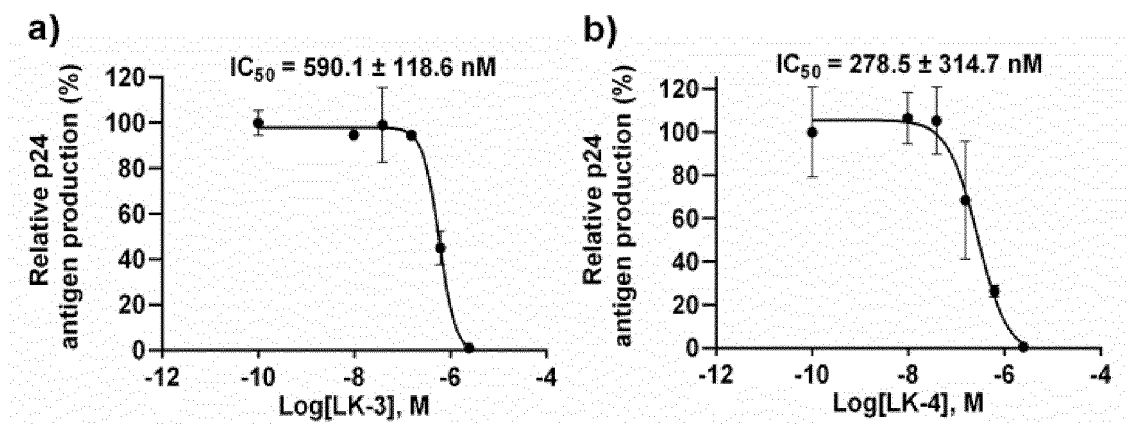 a)
IC50 = 590.1 ± 118.6 nM
Relative p24
antigen production (%)
120
100
80
60
40
20
0
-12 -10 -8 -6 -4
Log[LK-3], M
b)
IC50 = 278.5 ± 314.7 nM
Relative p24
antigen production (%)
120
100
80
60
40
20
0
-12 -10 -8 -6 -4
Log[LK-4], M